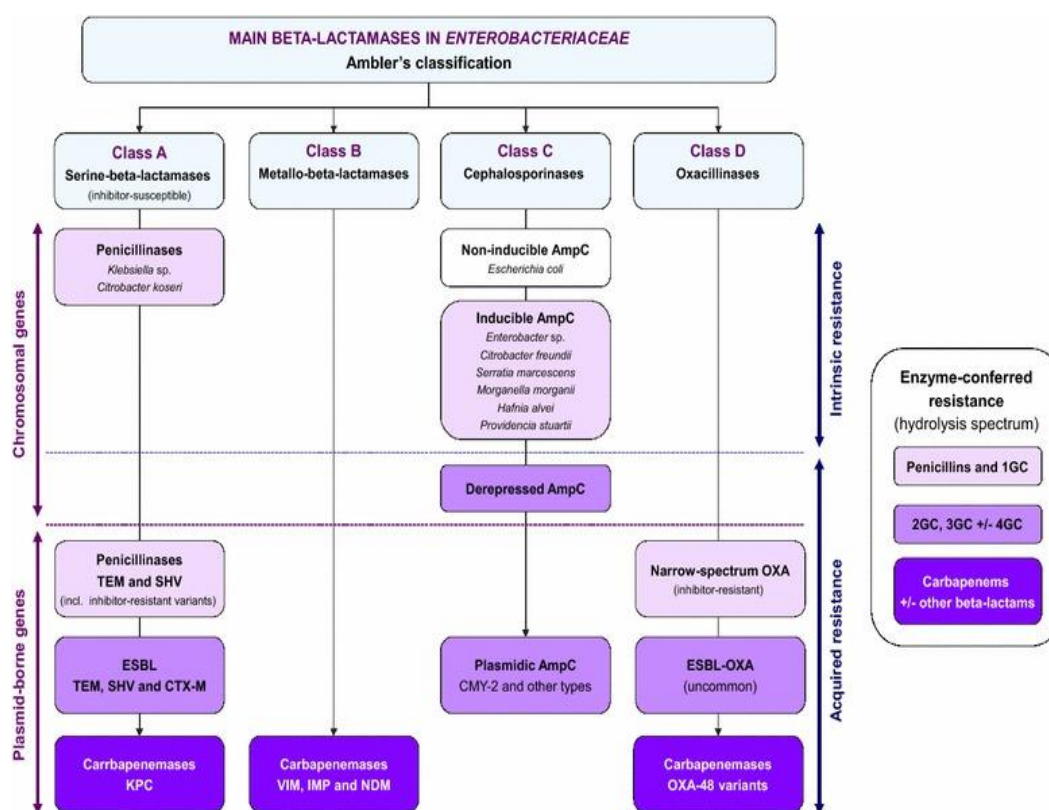 MAIN BETA-LACTAMASES IN ENTEROBACTERIACEAE
Ambler's classification
Class A
Serine-beta-lactamases
(inhibitor-susceptible)
Class B
Metallo-beta-lactamases
Class C
Cephalosporinases
Class D
Oxacillinases
Chromosomal genes
Penicillinases
Klebsiella sp.
Citrobacter koseri
Non-inducible AmpC
Escherichia coli
Inducible AmpC
Enterobacter sp.
Citrobacter freundii
Serratia marcescens
Morganella morganii
Hafnia alvei
Providencia stuartii
Intrinsic resistance
Derepressed AmpC
Plasmid-borne genes
Penicillinases
TEM and SHV
(incl. inhibitor-resistant variants)
Narrow-spectrum OXA
(inhibitor-resistant)
ESBL
TEM, SHV and CTX-M
Plasmidic AmpC
CMY-2 and other types
ESBL-OXA
(uncommon)
Carrbapenemases
KPC
Carbapenemases
VIM, IMP and NDM
Carbapenemases
OXA-48 variants
Acquired resistance
Enzyme-conferred
resistance
(hydrolysis spectrum)
Penicillins and 1GC
2GC, 3GC +/- 4GC
Carbapenems
+/- other beta-lactams